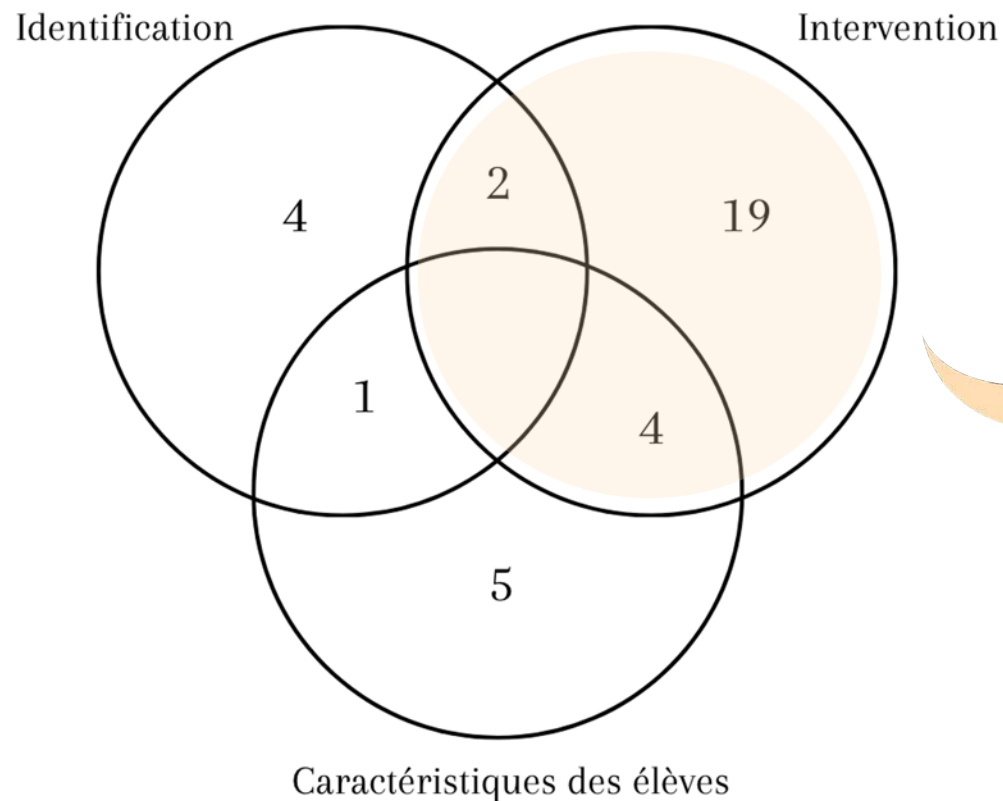 Identification
Intervention
2
4
19
1
4
5
Caractéristiques des élèves